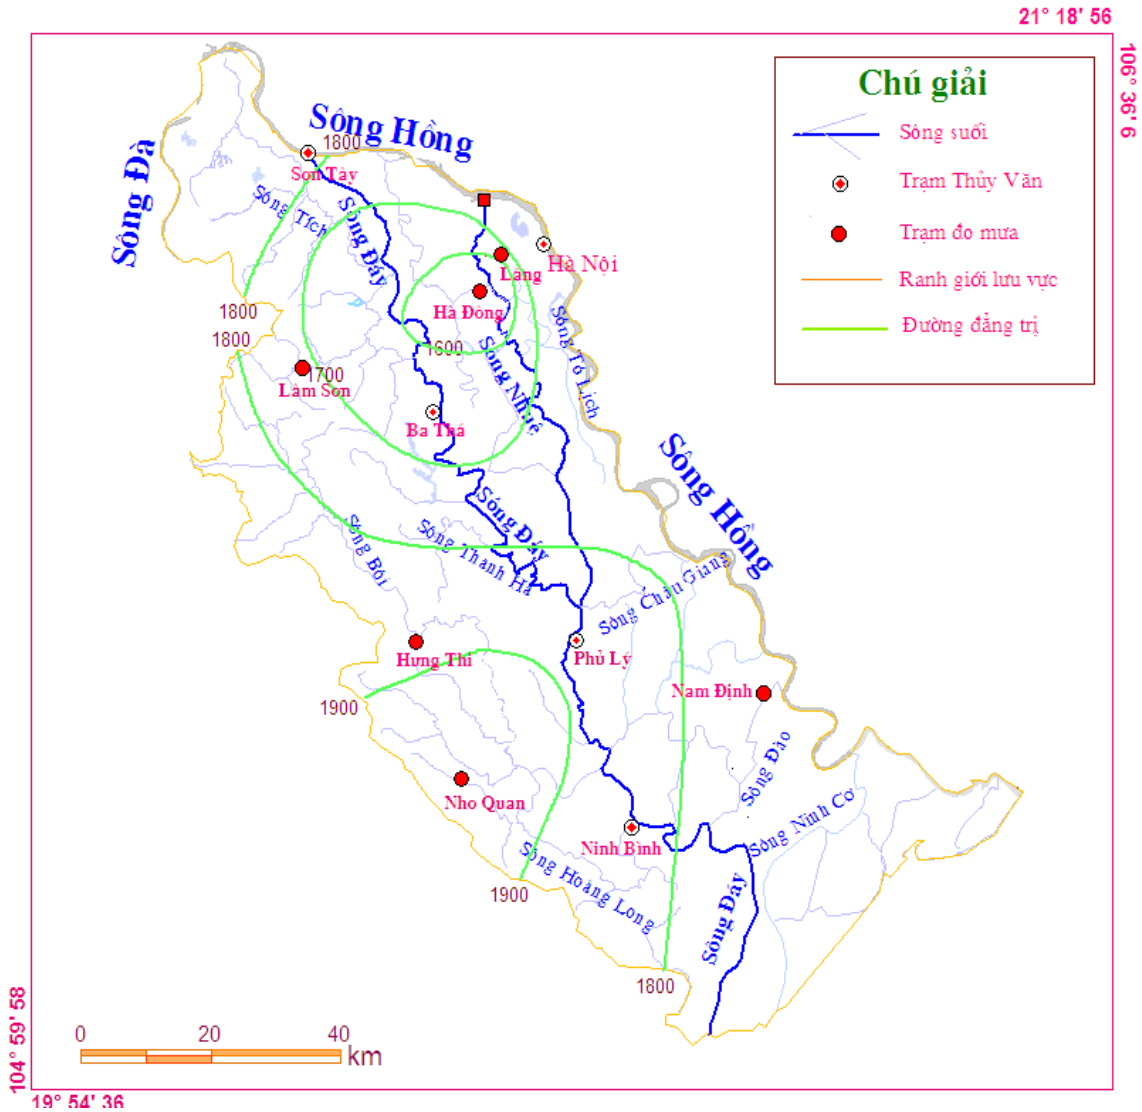 21° 18' 56
106° 36' 6
Chú giải
Sông suối
Trạm Thủy Văn
Trạm đo mưa
Ranh giới lưu vực
Đường đẳng trị
Sông Hồng
Sông Đà
1800
Sơn Tây
Sông Tích
Sông Đáy
Láng
Hà Nội
Hà Đông
1800
1800
1600
Sông Tô Lịch
Sông Nhuệ
1700
Lâm Sơn
Ba Thá
Sông Hồng
Sông Đáy
Sông Bôi
Sông Thanh Hà
Sông Châu Giang
Hưng Thi
Phủ Lý
Nam Định
1900
Sông Đào
Nho Quan
Sông Ninh Cơ
Ninh Bình
Sông Hoàng Long
1900
Sông Đáy
1800
0 20 40
km
104° 59' 58
19° 54' 36